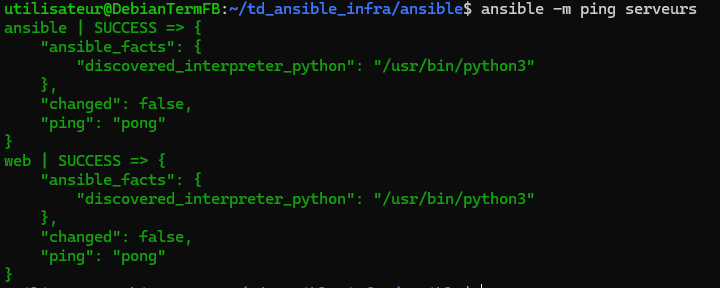 utilisateur@DebianTermFB:~/td_ansible_infra/ansible$ ansible -m ping serveurs
ansible | SUCCESS => {
    "ansible_facts": {
        "discovered_interpreter_python": "/usr/bin/python3"
    },
    "changed": false,
    "ping": "pong"
}
web | SUCCESS => {
    "ansible_facts": {
        "discovered_interpreter_python": "/usr/bin/python3"
    },
    "changed": false,
    "ping": "pong"
}